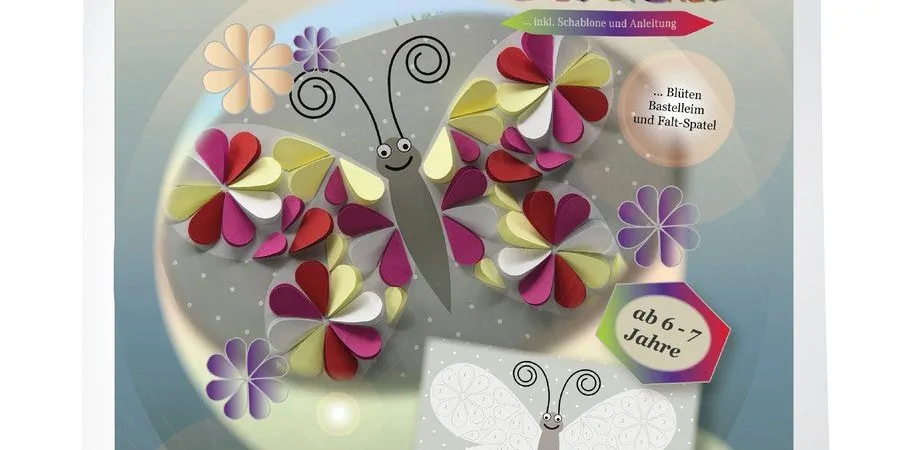 ... inkl. Schablone und Anleitung
... Blüten
Bastelleim
und Falt-Spatel
ab 6 - 7
Jahre